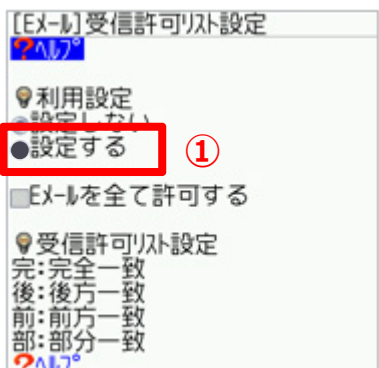 [Eﾒｰﾙ]受信許可ﾘｽﾄ設定
?ﾍﾙﾌﾟ
利用設定
設定しない
●設定する
①
Eﾒｰﾙを全て許可する
受信許可ﾘｽﾄ設定
完:完全一致
後:後方一致
前:前方一致
部:部分一致
?ﾍﾙﾌﾟ